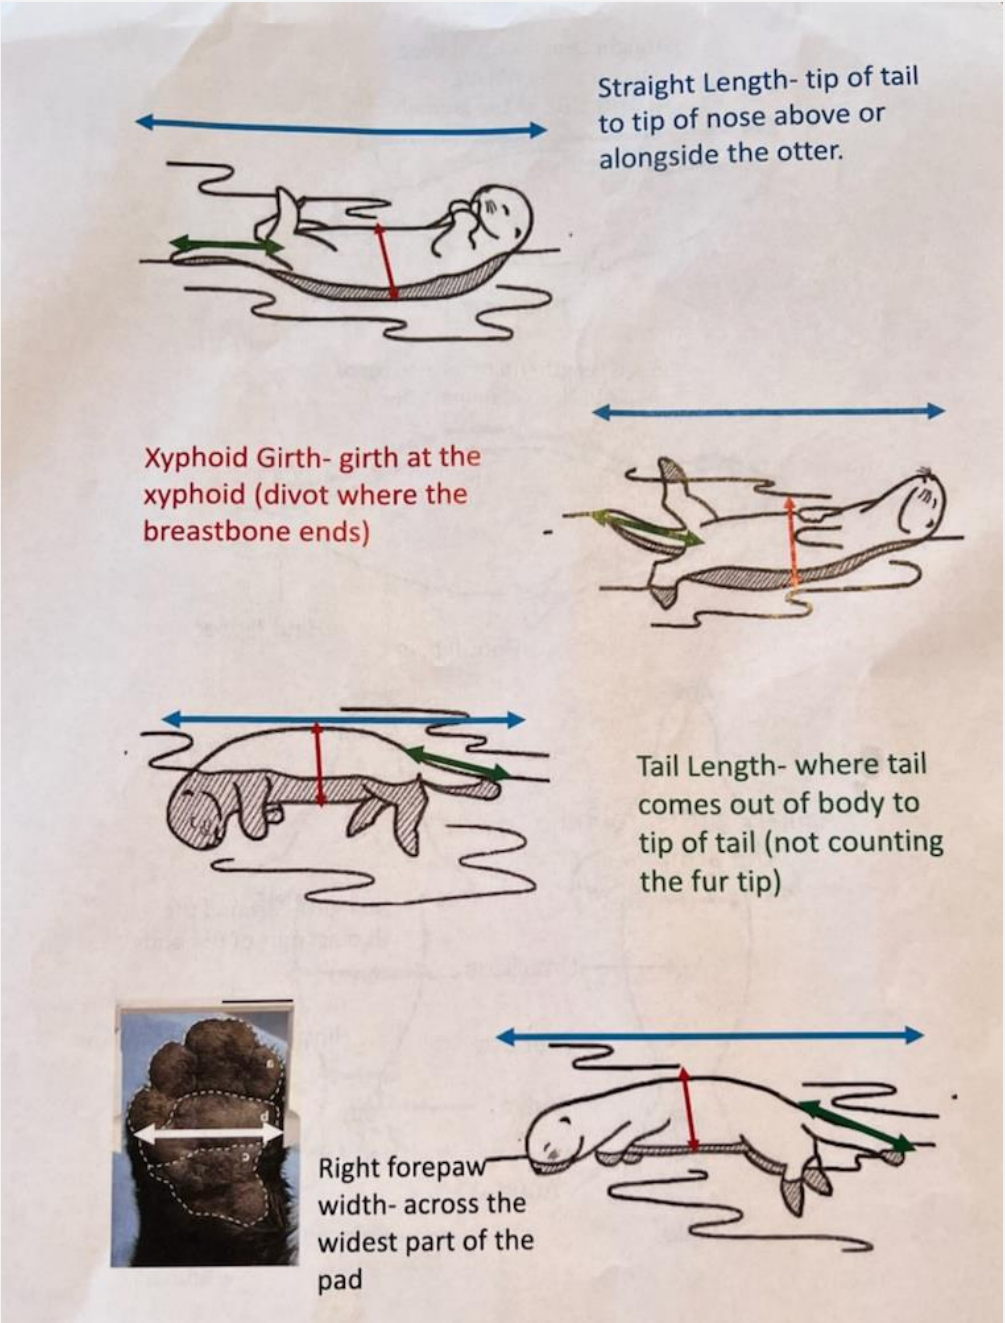 Straight Length- tip of tail
to tip of nose above or
alongside the otter.
Xyphoid Girth- girth at the
xyphoid (divot where the
breastbone ends)
Tail Length- where tail
comes out of body to
tip of tail (not counting
the fur tip)
Right forepaw
width- across the
widest part of the
pad